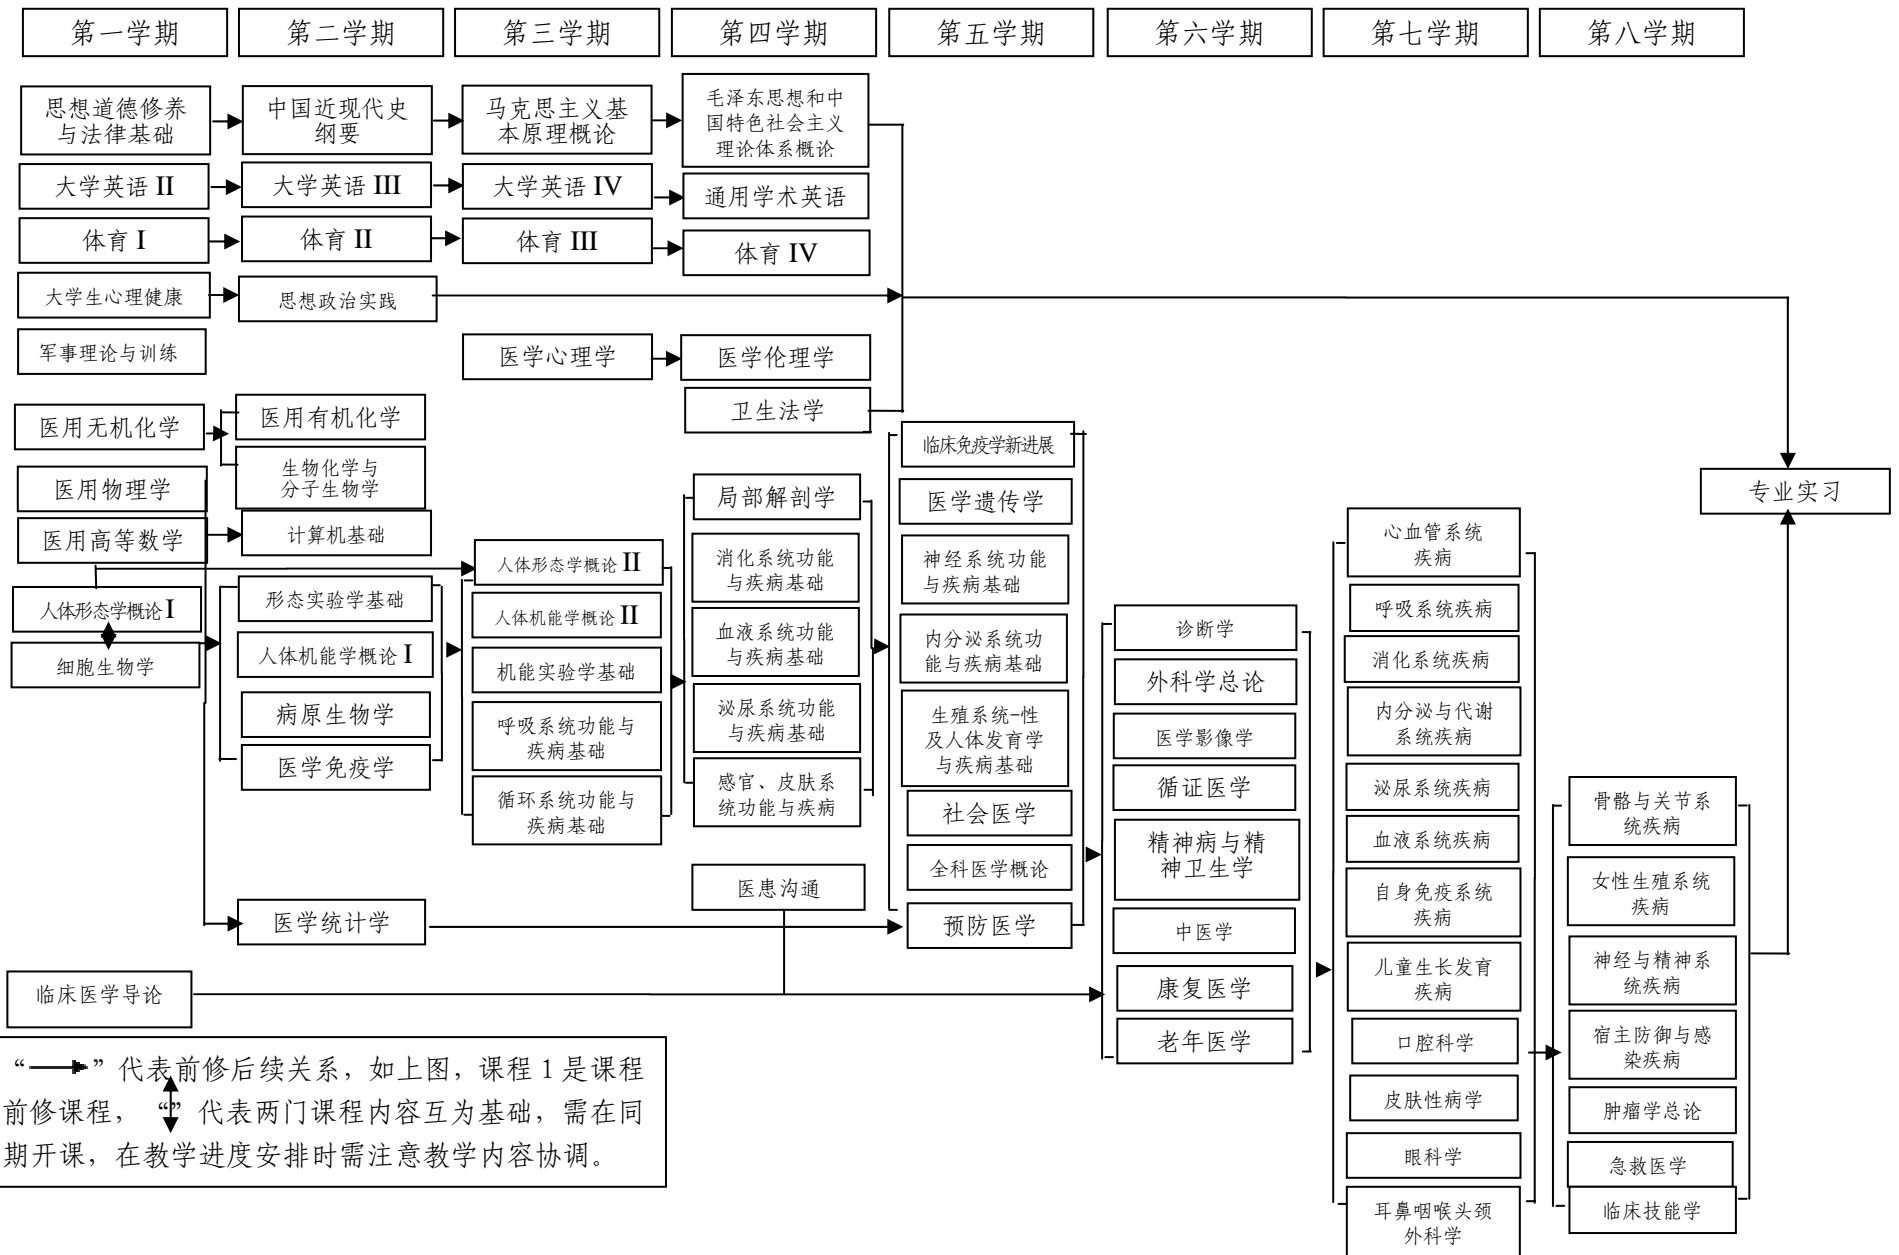 第一学期
第二学期
第三学期
第四学期
第五学期
第六学期
第七学期
第八学期
思想道德修养
与法律基础
中国近现代史
纲要
马克思主义基
本原理概论
毛泽东思想和中
国特色社会主义
理论体系概论
大学英语 II
大学英语 III
大学英语 IV
通用学术英语
体育 I
体育 II
体育 III
体育 IV
大学生心理健康
思想政治实践
军事理论与训练
医学心理学
医学伦理学
卫生法学
医用无机化学
医用有机化学
生物化学与
分子生物学
医用物理学
医用高等数学
计算机基础
人体形态学概论 I
细胞生物学
形态实验学基础
人体机能学概论 I
病原生物学
医学免疫学
医学统计学
临床医学导论
人体形态学概论 II
人体机能学概论 II
机能实验学基础
呼吸系统功能与
疾病基础
循环系统功能与
疾病基础
局部解剖学
消化系统功能
与疾病基础
血液系统功能
与疾病基础
泌尿系统功能
与疾病基础
感官、皮肤系
统功能与疾病
医患沟通
临床免疫学新进展
医学遗传学
神经系统功能
与疾病基础
内分泌系统功
能与疾病基础
生殖系统-性
及人体发育学
与疾病基础
社会医学
全科医学概论
预防医学
诊断学
外科学总论
医学影像学
循证医学
精神病与精
神卫生学
中医学
康复医学
老年医学
心血管系统
疾病
呼吸系统疾病
消化系统疾病
内分泌与代谢
系统疾病
泌尿系统疾病
血液系统疾病
自身免疫系统
疾病
儿童生长发育
疾病
口腔科学
皮肤性病学
眼科学
耳鼻咽喉头颈
外科学
骨骼与关节系
统疾病
女性生殖系统
疾病
神经与精神系
统疾病
宿主防御与感
染疾病
肿瘤学总论
急救医学
临床技能学
专业实习
“ ”代表前修后续关系，如上图，课程 1 是课程
前修课程， “”代表两门课程内容互为基础，需在同
期开课，在教学进度安排时需注意教学内容协调。